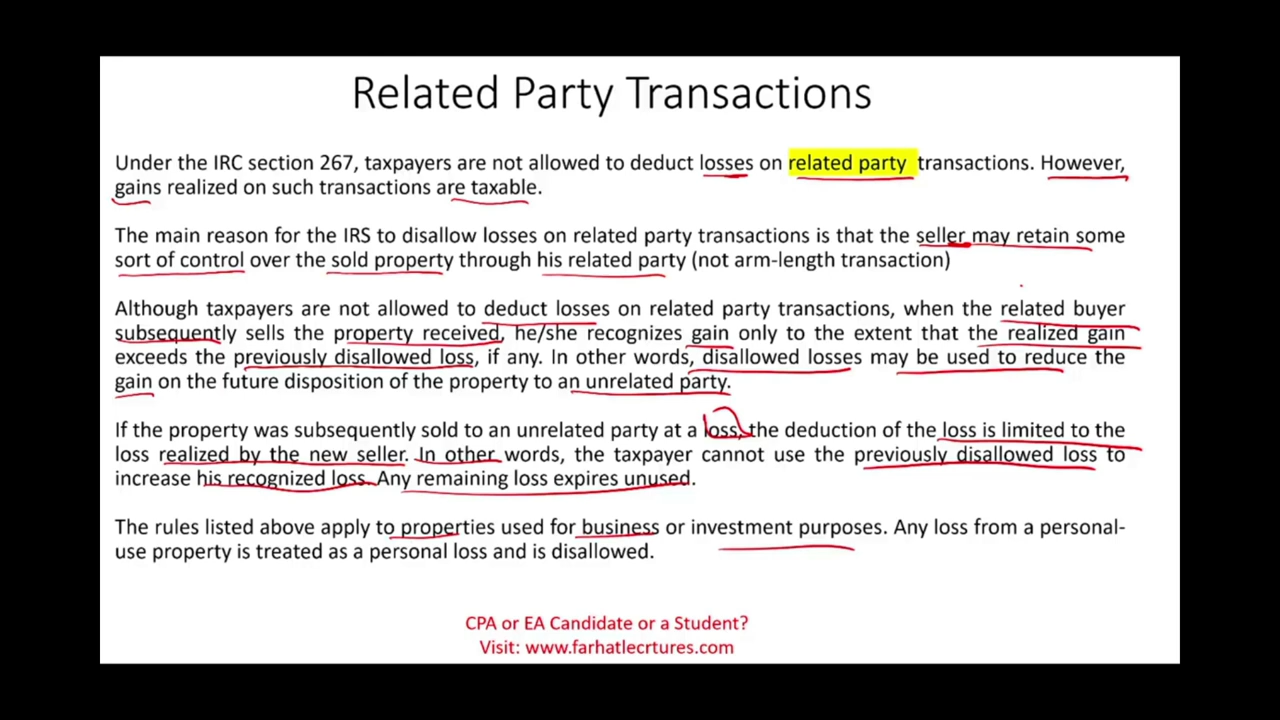 Related Party Transactions
Under the IRC section 267, taxpayers are not allowed to deduct losses on related party transactions. However,
gains realized on such transactions are taxable.
The main reason for the IRS to disallow losses on related party transactions is that the seller may retain some
sort of control over the sold property through his related party (not arm-length transaction)
Although taxpayers are not allowed to deduct losses on related party transactions, when the related buyer
subsequently sells the property received, he/she recognizes gain only to the extent that the realized gain
exceeds the previously disallowed loss, if any. In other words, disallowed losses may be used to reduce the
gain on the future disposition of the property to an unrelated party.
If the property was subsequently sold to an unrelated party at a loss, the deduction of the loss is limited to the
loss realized by the new seller. In other words, the taxpayer cannot use the previously disallowed loss to
increase his recognized loss. Any remaining loss expires unused.
The rules listed above apply to properties used for business or investment purposes. Any loss from a personal-
use property is treated as a personal loss and is disallowed.
CPA or EA Candidate or a Student?
Visit: www.farhatlecrtures.com